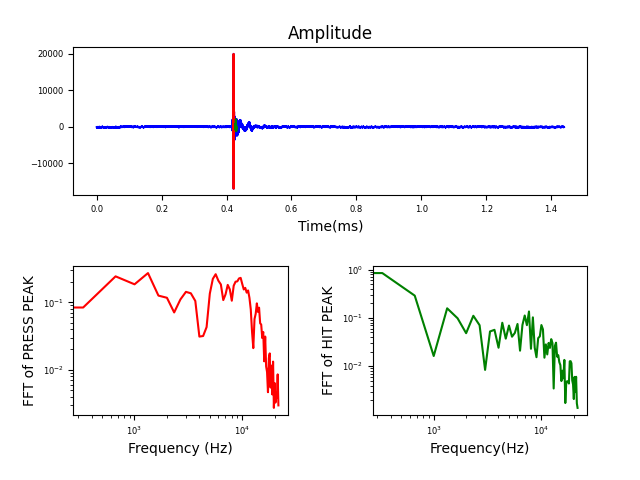 Amplitude
20000
10000
0
−10000
0.0 0.2 0.4 0.6 0.8 1.0 1.2 1.4
Time(ms)
FFT of PRESS PEAK
10⁻¹
10⁻²
10³ 10⁴
Frequency (Hz)
FFT of HIT PEAK
10⁰
10⁻¹
10⁻²
10³ 10⁴
Frequency(Hz)